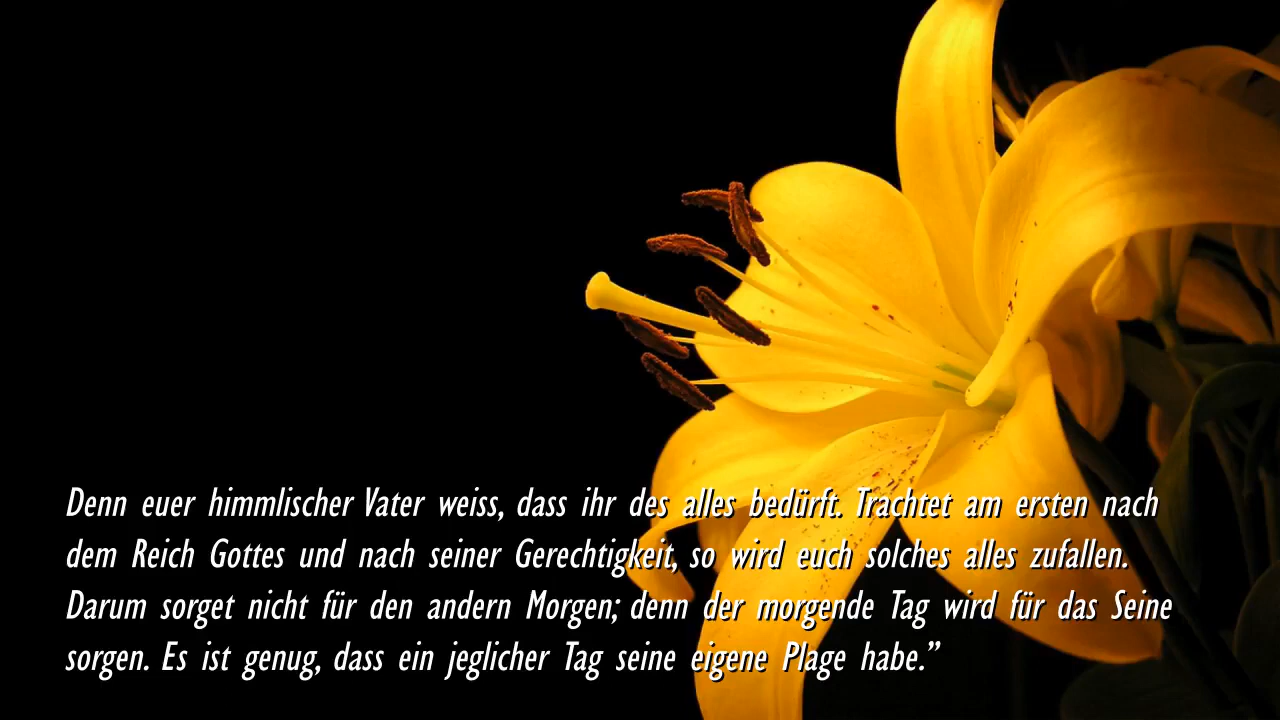 Denn euer himmlischer Vater weiss, dass ihr des alles bedürft. Trachtet am ersten nach
dem Reich Gottes und nach seiner Gerechtigkeit, so wird euch solches alles zufallen.
Darum sorget nicht für den andern Morgen; denn der morgende Tag wird für das Seine
sorgen. Es ist genug, dass ein jeglicher Tag seine eigene Plage habe.”